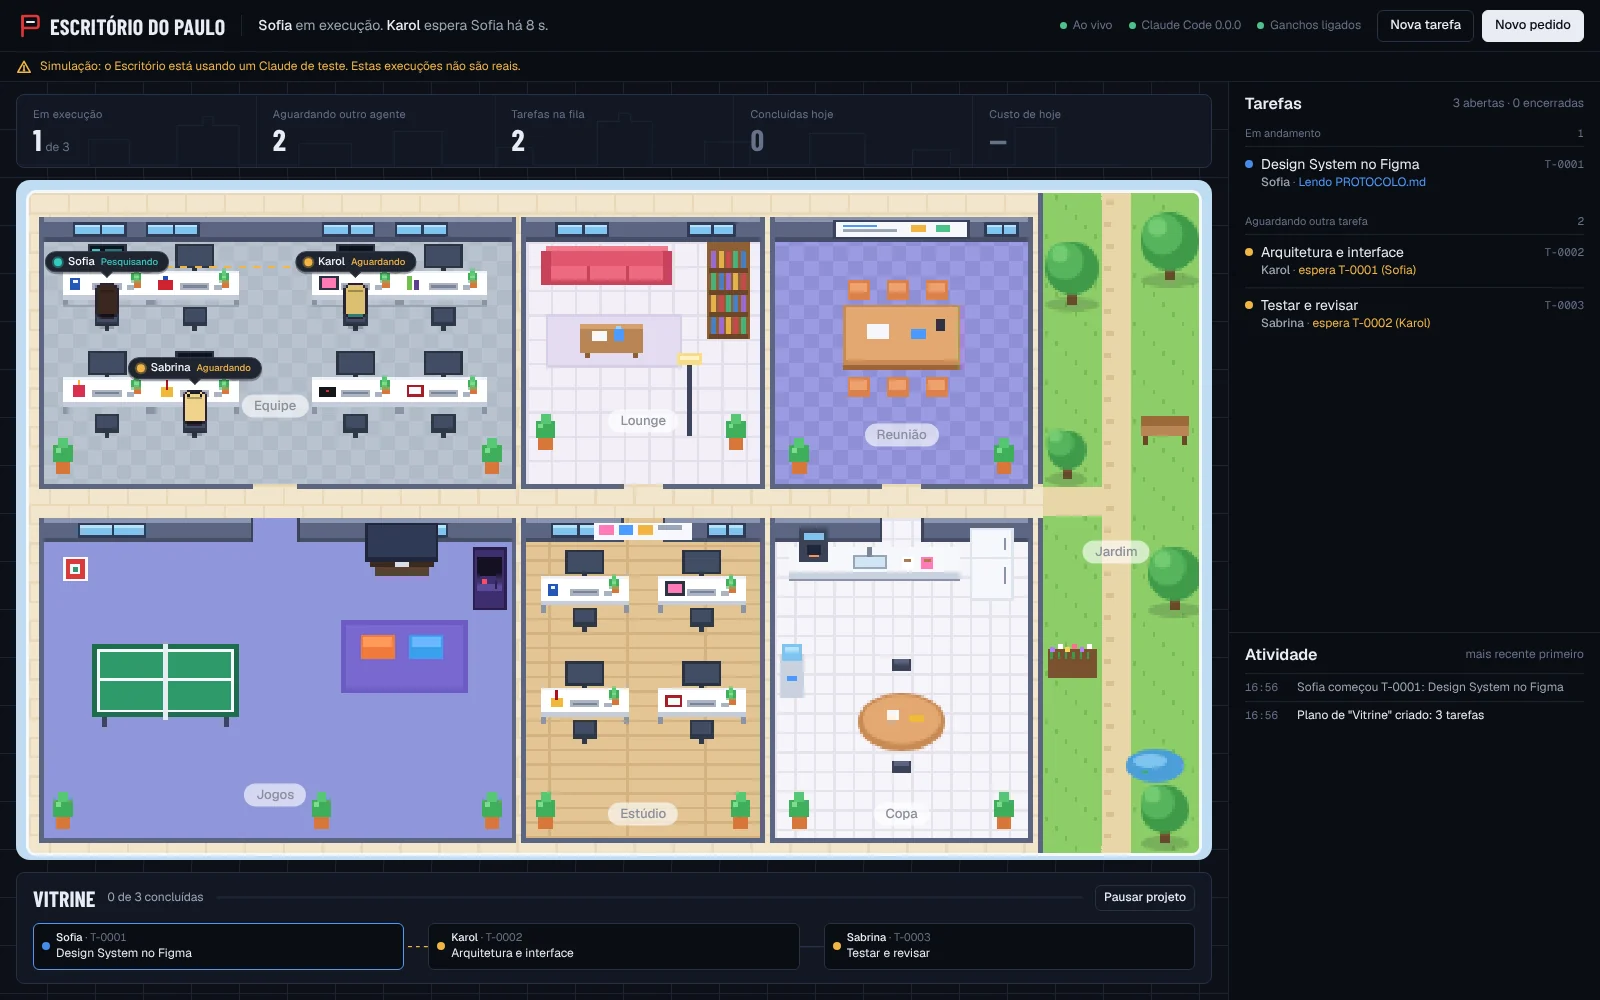 ESCRITÓRIO DO PAULO
Sofia em execução. Karol espera Sofia há 8 s.
Ao vivo
Claude Code 0.0.0
Ganchos ligados
Nova tarefa
Novo pedido
Simulação: o Escritório está usando um Claude de teste. Estas execuções não são reais.
Em execução
1 de 3
Aguardando outro agente
2
Tarefas na fila
2
Concluídas hoje
0
Custo de hoje
—
Sofia Pesquisando
Karol Aguardando
Sabrina Aguardando
Equipe
Lounge
Reunião
Jardim
Jogos
Estúdio
Copa
VITRINE
0 de 3 concluídas
Pausar projeto
Sofia · T-0001
Design System no Figma
Karol · T-0002
Arquitetura e interface
Sabrina · T-0003
Testar e revisar
Tarefas
3 abertas · 0 encerradas
Em andamento
1
Design System no Figma
T-0001
Sofia · Lendo PROTOCOLO.md
Aguardando outra tarefa
2
Arquitetura e interface
T-0002
Karol · espera T-0001 (Sofia)
Testar e revisar
T-0003
Sabrina · espera T-0002 (Karol)
Atividade
mais recente primeiro
16:56 Sofia começou T-0001: Design System no Figma
16:56 Plano de "Vitrine" criado: 3 tarefas